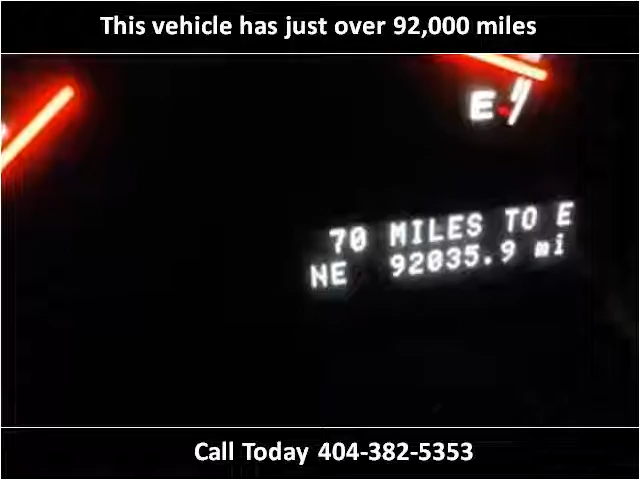 This vehicle has just over 92,000 miles
E
70 MILES TO E
NE 92035.9 mi
Call Today 404-382-5353